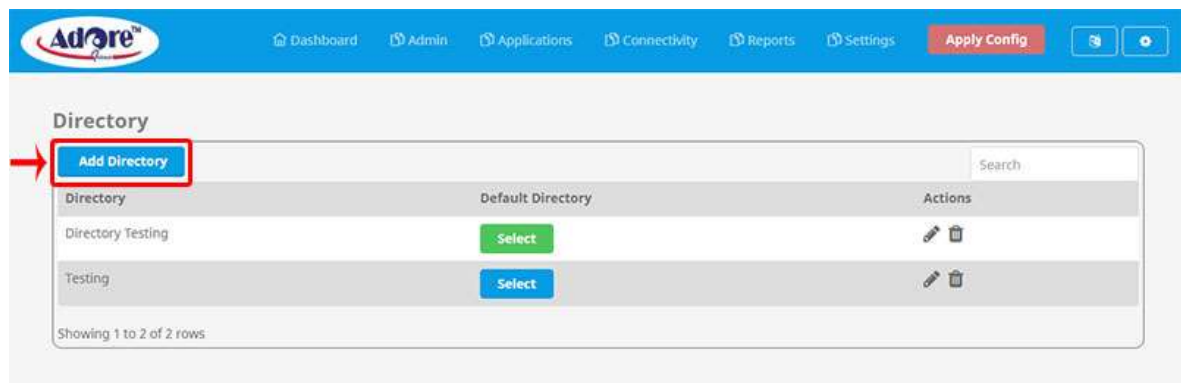 Adore™
Dashboard Admin Applications Connectivity Reports Settings Apply Config
Directory
Add Directory Search
Directory Default Directory Actions
Directory Testing Select
Testing Select
Showing 1 to 2 of 2 rows